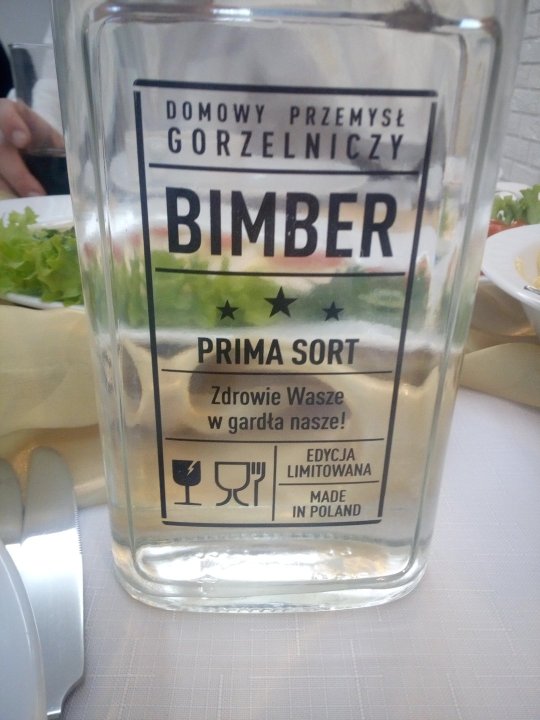 DOMOWY PRZEMYSŁ
GORZELNICZY
BIMBER
PRIMA SORT
Zdrowie Wasze
w gardła nasze!
EDYCJA
LIMITOWANA
MADE
IN POLAND